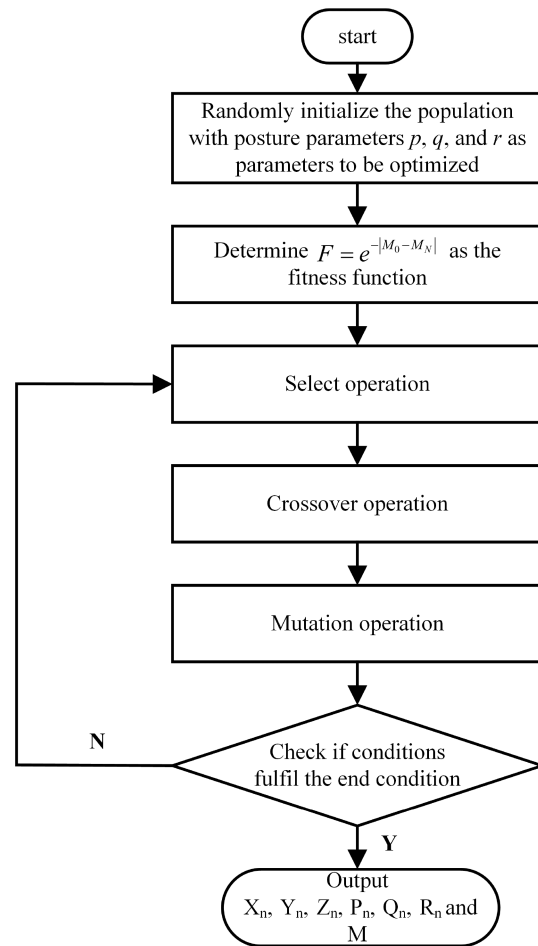 start
Randomly initialize the population
with posture parameters p, q, and r as
parameters to be optimized
Determine F = e^{-|M_0-M_N|} as the
fitness function
Select operation
Crossover operation
Mutation operation
N
Check if conditions
fulfil the end condition
Y
Output
X_n, Y_n, Z_n, P_n, Q_n, R_n and
M